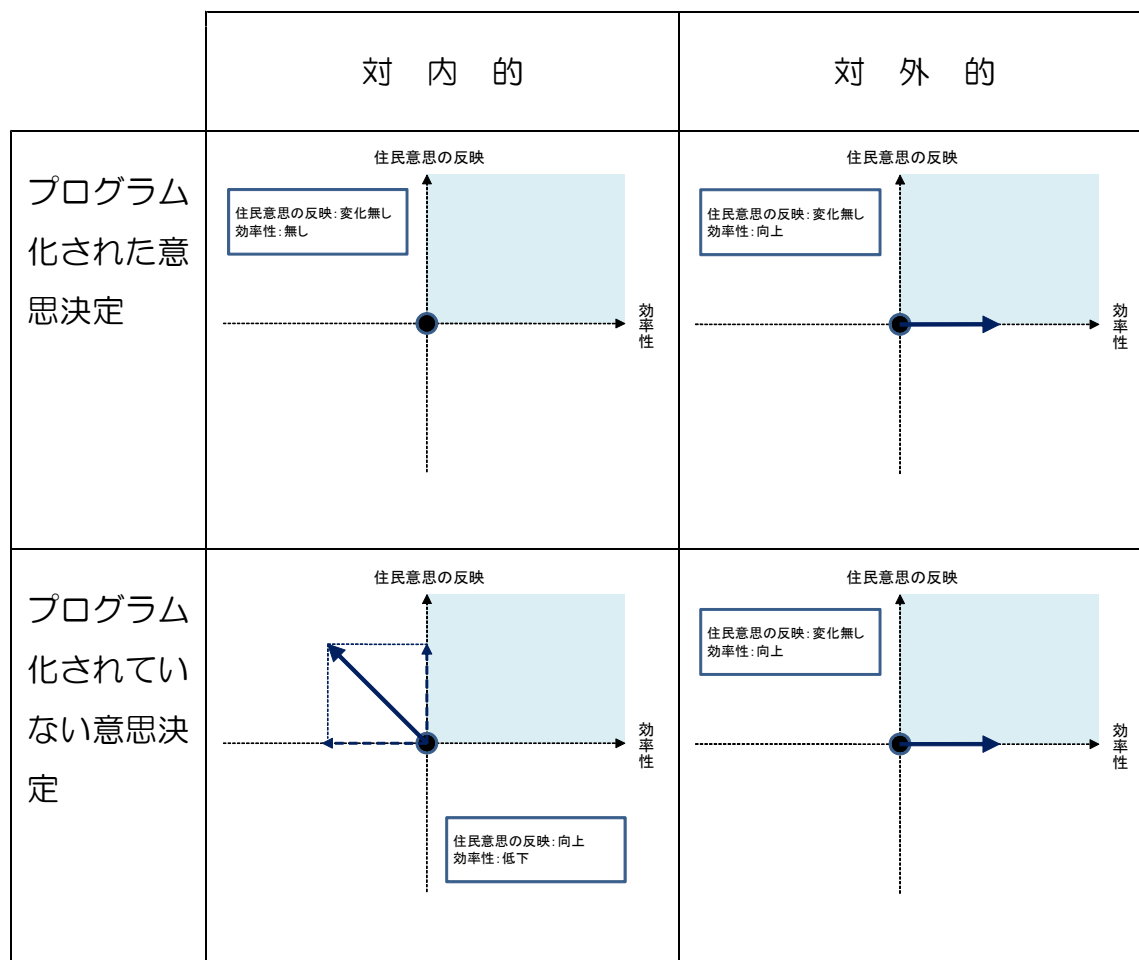 対 内 的
対 外 的
プログラム
化された意
思決定
住民意思の反映
住民意思の反映：変化無し
効率性：無し
効率性
住民意思の反映
住民意思の反映：変化無し
効率性：向上
効率性
プログラム
化されてい
ない意思決
定
住民意思の反映
効率性
住民意思の反映：向上
効率性：低下
住民意思の反映
住民意思の反映：変化無し
効率性：向上
効率性